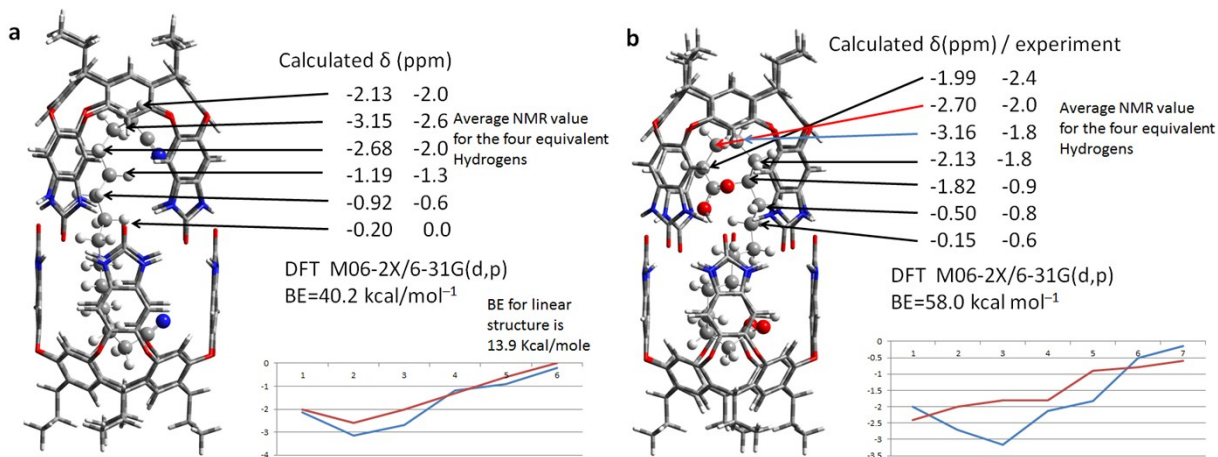 a
Calculated δ (ppm)
-2.13 -2.0
-3.15 -2.6
-2.68 -2.0
-1.19 -1.3
-0.92 -0.6
-0.20 0.0
Average NMR value
for the four equivalent
Hydrogens
DFT M06-2X/6-31G(d,p)
BE=40.2 kcal/mol⁻¹
BE for linear
structure is
13.9 Kcal/mole
0
-1
-2
-3
-4
1 2 3 4 5 6
b
Calculated δ(ppm) / experiment
-1.99 -2.4
-2.70 -2.0
-3.16 -1.8
-2.13 -1.8
-1.82 -0.9
-0.50 -0.8
-0.15 -0.6
Average NMR value
for the four equivalent
Hydrogens
DFT M06-2X/6-31G(d,p)
BE=58.0 kcal mol⁻¹
0
-0.5
-1
-1.5
-2
-2.5
-3
-3.5
1 2 3 4 5 6 7